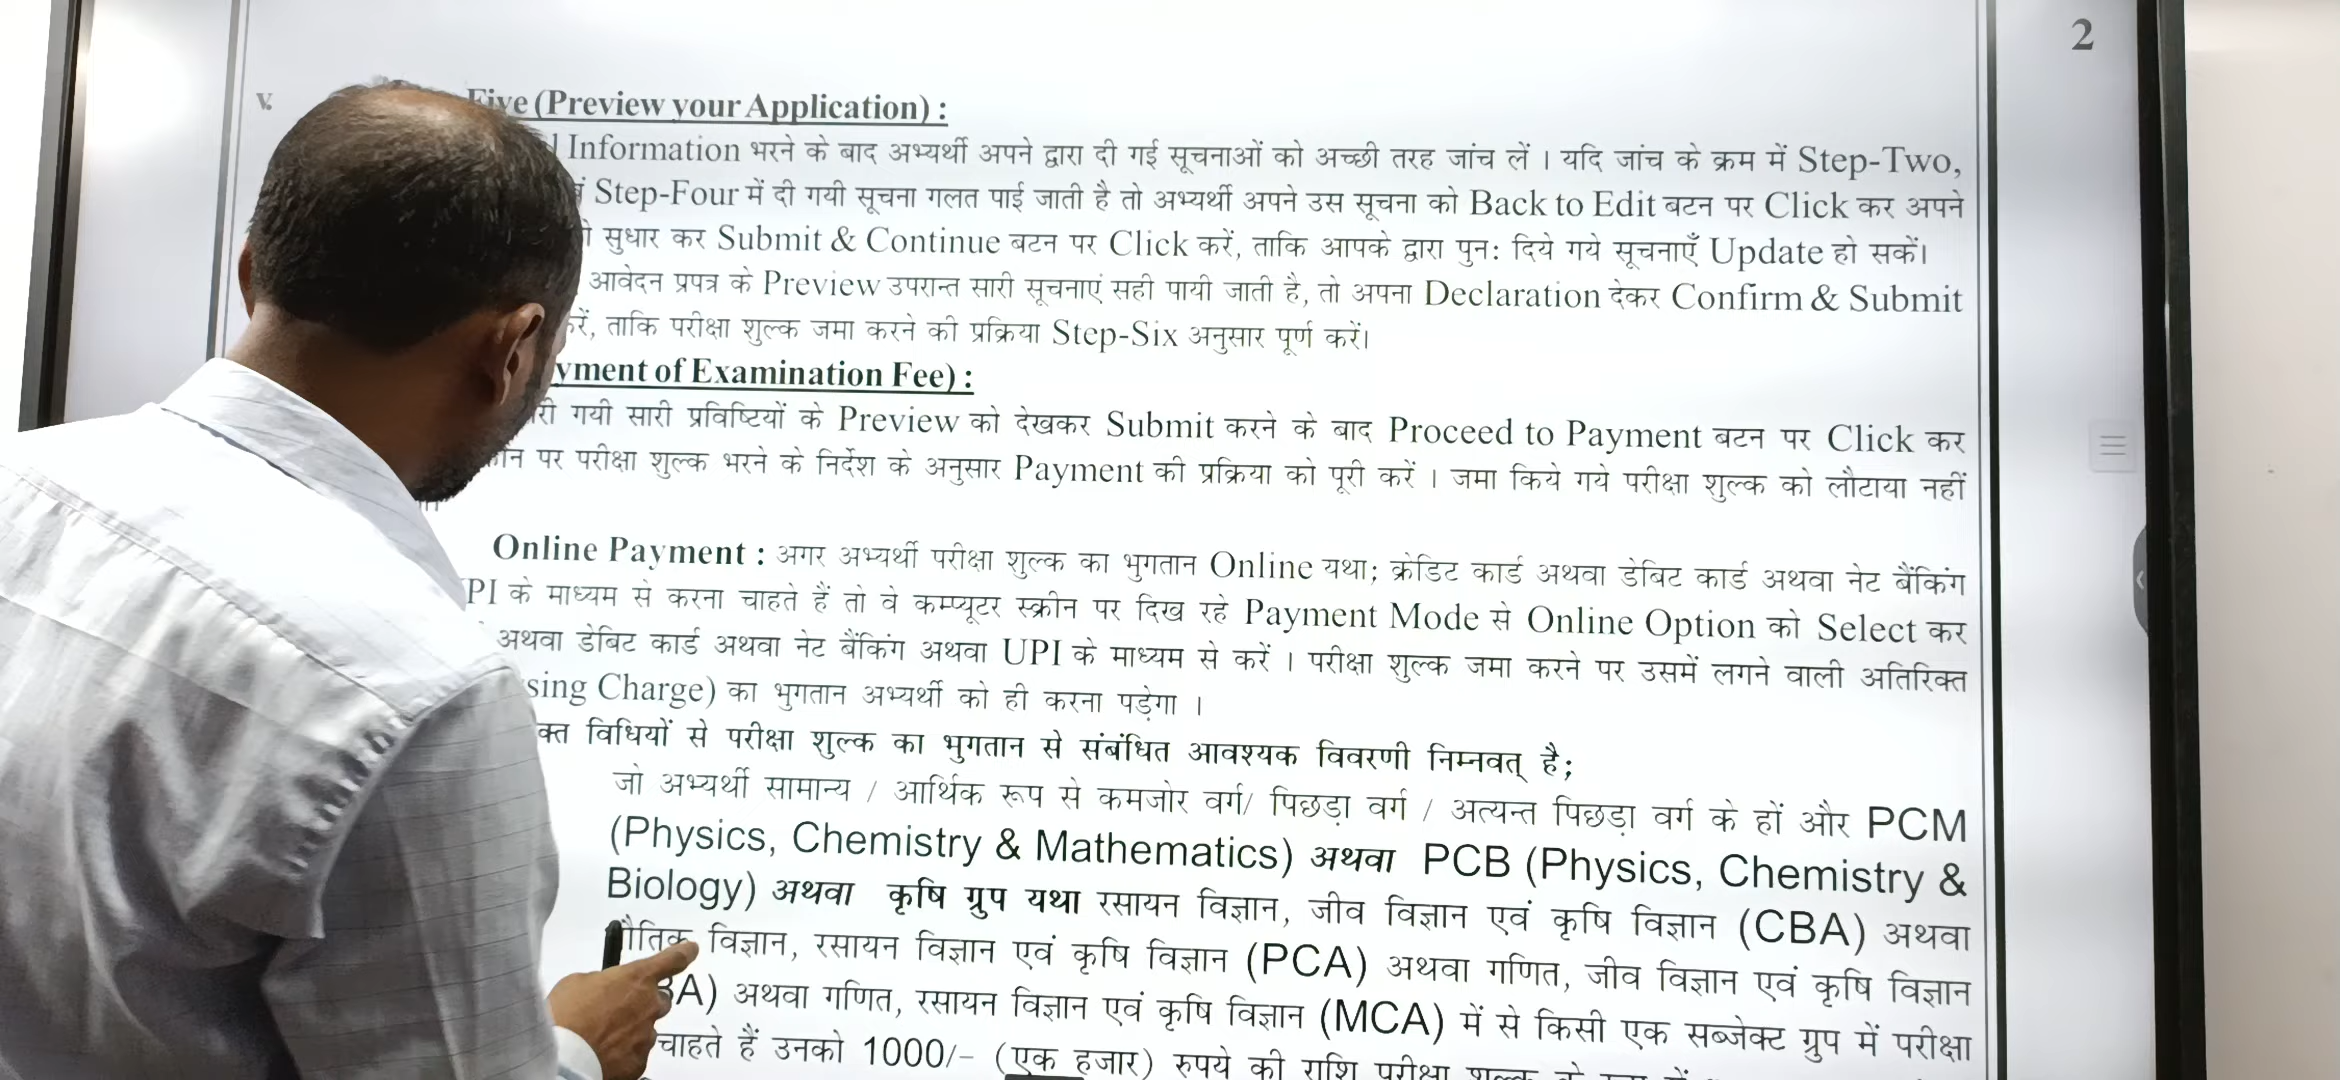 2
v. Five (Preview your Application) :
Information भरने के बाद अभ्यर्थी अपने द्वारा दी गई सूचनाओं को अच्छी तरह जांच लें । यदि जांच के क्रम में Step-Two,
Step-Four में दी गयी सूचना गलत पाई जाती है तो अभ्यर्थी अपने उस सूचना को Back to Edit बटन पर Click कर अपने
सुधार कर Submit & Continue बटन पर Click करें, ताकि आपके द्वारा पुन: दिये गये सूचनाएँ Update हो सकें।
आवेदन प्रपत्र के Preview उपरान्त सारी सूचनाएं सही पायी जाती है, तो अपना Declaration देकर Confirm & Submit
ताकि परीक्षा शुल्क जमा करने की प्रक्रिया Step-Six अनुसार पूर्ण करें।
yment of Examination Fee) :
गयी सारी प्रविष्टियों के Preview को देखकर Submit करने के बाद Proceed to Payment बटन पर Click कर
पर परीक्षा शुल्क भरने के निर्देश के अनुसार Payment की प्रक्रिया को पूरी करें । जमा किये गये परीक्षा शुल्क को लौटाया नहीं
Online Payment : अगर अभ्यर्थी परीक्षा शुल्क का भुगतान Online यथा; क्रेडिट कार्ड अथवा डेबिट कार्ड अथवा नेट बैंकिंग
PI के माध्यम से करना चाहते हैं तो वे कम्प्यूटर स्क्रीन पर दिख रहे Payment Mode से Online Option को Select कर
अथवा डेबिट कार्ड अथवा नेट बैंकिंग अथवा UPI के माध्यम से करें । परीक्षा शुल्क जमा करने पर उसमें लगने वाली अतिरिक्त
sing Charge) का भुगतान अभ्यर्थी को ही करना पड़ेगा ।
क्त विधियों से परीक्षा शुल्क का भुगतान से संबंधित आवश्यक विवरणी निम्नवत् है;
जो अभ्यर्थी सामान्य / आर्थिक रूप से कमजोर वर्ग/ पिछड़ा वर्ग / अत्यन्त पिछड़ा वर्ग के हों और PCM
(Physics, Chemistry & Mathematics) अथवा PCB (Physics, Chemistry &
Biology) अथवा कृषि ग्रुप यथा रसायन विज्ञान, जीव विज्ञान एवं कृषि विज्ञान (CBA) अथवा
भौतिक विज्ञान, रसायन विज्ञान एवं कृषि विज्ञान (PCA) अथवा गणित, जीव विज्ञान एवं कृषि विज्ञान
BA) अथवा गणित, रसायन विज्ञान एवं कृषि विज्ञान (MCA) में से किसी एक सब्जेक्ट ग्रुप में परीक्षा
चाहते हैं उनको 1000/- (एक हजार) रुपये की राशि परीक्षा शुल्क